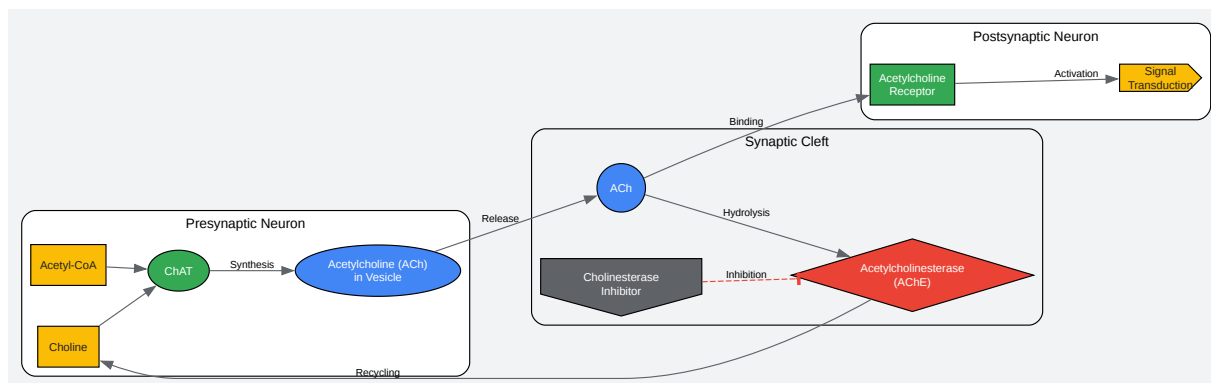 Postsynaptic Neuron
Acetylcholine
Receptor
Activation
Signal
Transduction
Binding
Synaptic Cleft
ACh
Release
Hydrolysis
Presynaptic Neuron
Acetyl-CoA
ChAT
Synthesis
Acetylcholine (ACh)
in Vesicle
Cholinesterase
Inhibitor
Inhibition
Acetylcholinesterase
(AChE)
Choline
Recycling